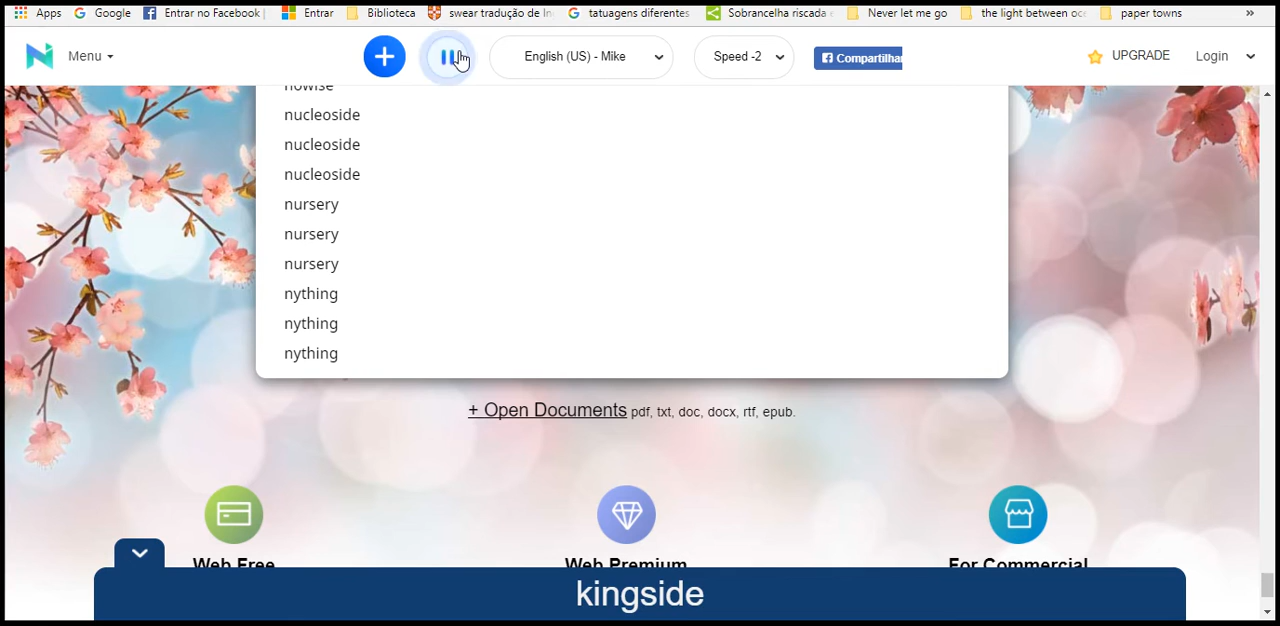 Apps Google Entrar no Facebook Entrar Biblioteca swear tradução de In tatuagens diferentes Sobrancelha riscada Never let me go the light between oce paper towns »
Menu English (US) - Mike Speed -2 Compartilhar UPGRADE Login
nowise
nucleoside
nucleoside
nucleoside
nursery
nursery
nursery
nything
nything
nything
+ Open Documents pdf, txt, doc, docx, rtf, epub.
Web Free Web Premium For Commercial
kingside